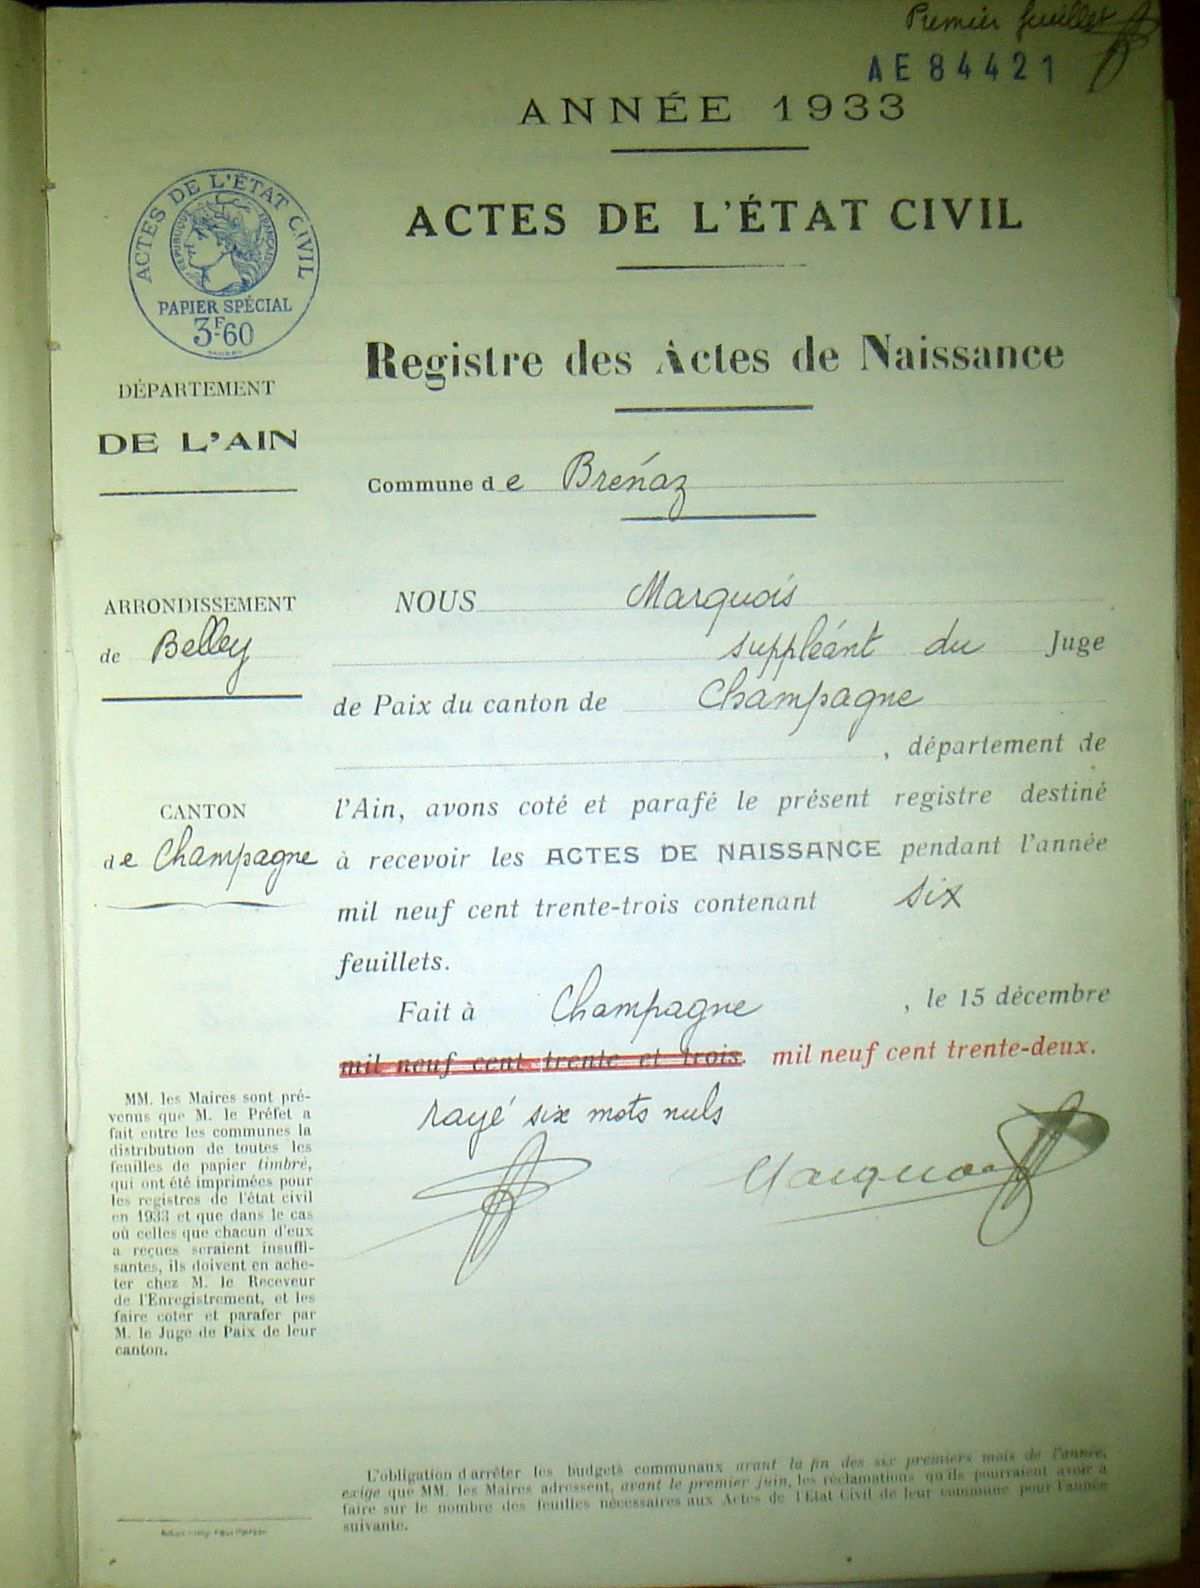 Premier feuillet
AE 84421
ANNÉE 1933
ACTES DE L'ÉTAT CIVIL
RÉPUBLIQUE FRANÇAISE
PAPIER SPÉCIAL
3F60
ACTES DE L'ÉTAT CIVIL
Registre des Actes de Naissance
DÉPARTEMENT
DE L'AIN
Commune de Brénaz
ARRONDISSEMENT
de Belley
CANTON
de Champagne
NOUS Marquois
suppléant du Juge
de Paix du canton de Champagne
, département de
l'Ain, avons coté et parafé le présent registre destiné
à recevoir les ACTES DE NAISSANCE pendant l'année
mil neuf cent trente-trois contenant six
feuillets.
Fait à Champagne, le 15 décembre
mil neuf cent trente et trois. mil neuf cent trente-deux.
rayé six mots nuls
Marquois
MM. les Maires sont pré-
venus que M. le Préfet a
fait entre les communes la
distribution de toutes les
feuilles de papier timbré,
qui ont été imprimées pour
les registres de l'état civil
en 1933 et que dans le cas
où celles que chacun d'eux
a reçues seraient insuffi-
santes, ils doivent en ache-
ter chez M. le Receveur
de l'Enregistrement, et les
faire coter et parafer par
M. le Juge de Paix de leur
canton.
L'obligation d'arrêter les budgets communaux avant la fin des six premiers mois de l'année,
exige que MM. les Maires adressent, avant le premier juin, les réclamations qu'ils pourraient avoir à
faire sur le nombre des feuilles nécessaires aux Actes de l'Etat Civil de leur commune pour l'année
suivante.